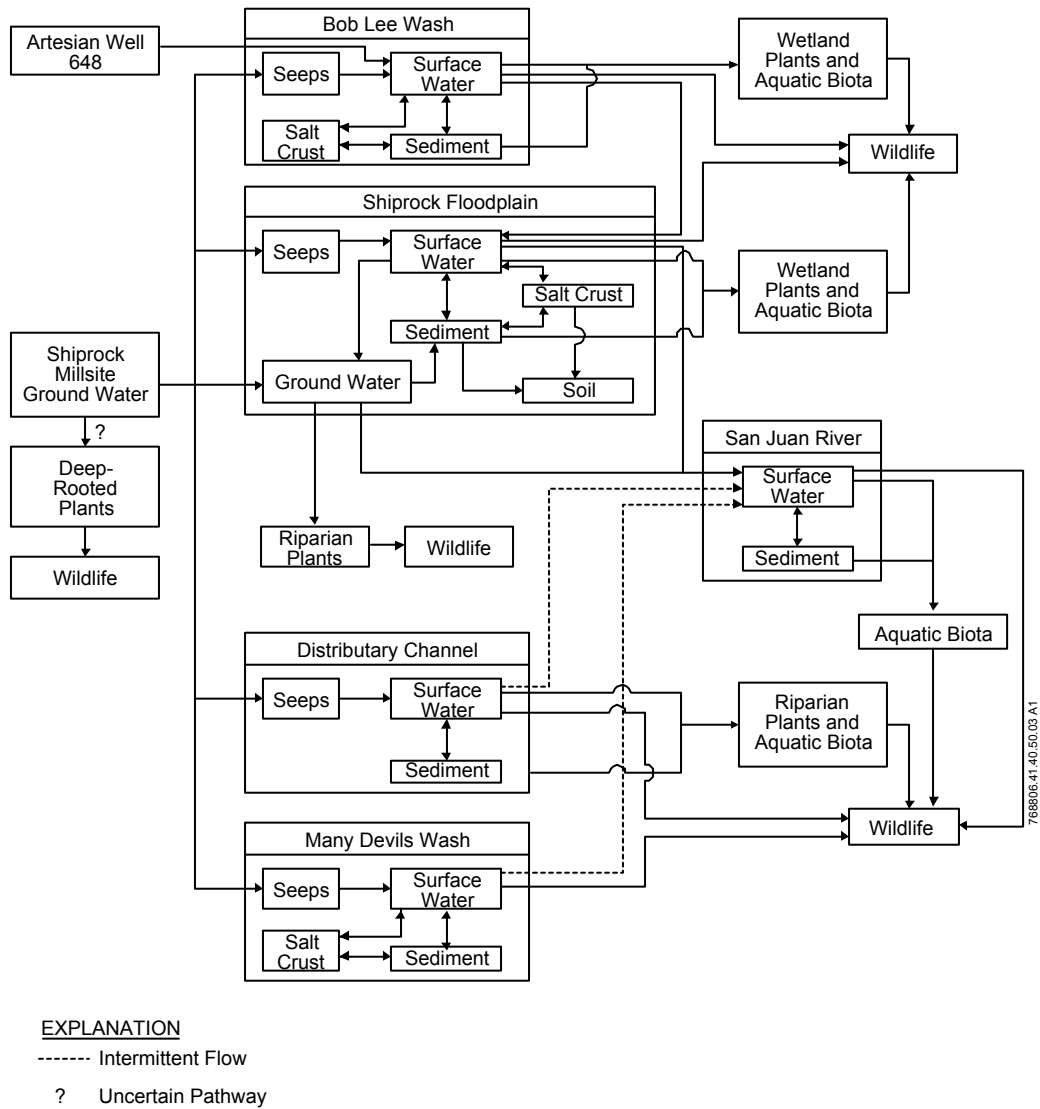 Bob Lee Wash
Artesian Well
648
Seeps
Surface
Water
Salt
Crust
Sediment
Wetland
Plants and
Aquatic Biota
Wildlife
Shiprock Floodplain
Seeps
Surface
Water
Salt Crust
Sediment
Ground Water
Soil
Wetland
Plants and
Aquatic Biota
Shiprock
Millsite
Ground Water
?
Deep-
Rooted
Plants
Wildlife
Riparian
Plants
Wildlife
San Juan River
Surface
Water
Sediment
Aquatic Biota
Distributary Channel
Seeps
Surface
Water
Sediment
Riparian
Plants and
Aquatic Biota
Wildlife
Many Devils Wash
Seeps
Surface
Water
Salt
Crust
Sediment
768806.41.40.50.03 A1
EXPLANATION
Intermittent Flow
? Uncertain Pathway